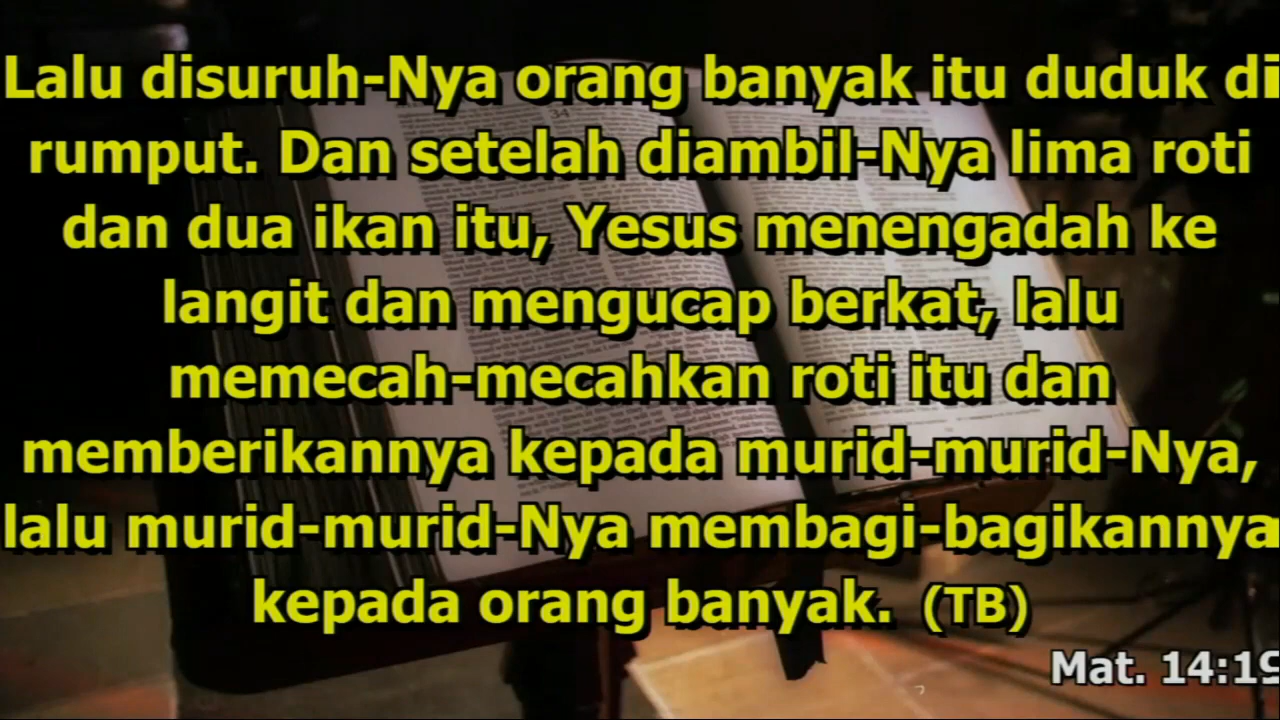 Lalu disuruh-Nya orang banyak itu duduk di
rumput. Dan setelah diambil-Nya lima roti
dan dua ikan itu, Yesus menengadah ke
langit dan mengucap berkat, lalu
memecah-mecahkan roti itu dan
memberikannya kepada murid-murid-Nya,
lalu murid-murid-Nya membagi-bagikannya
kepada orang banyak. (TB)
Mat. 14:19